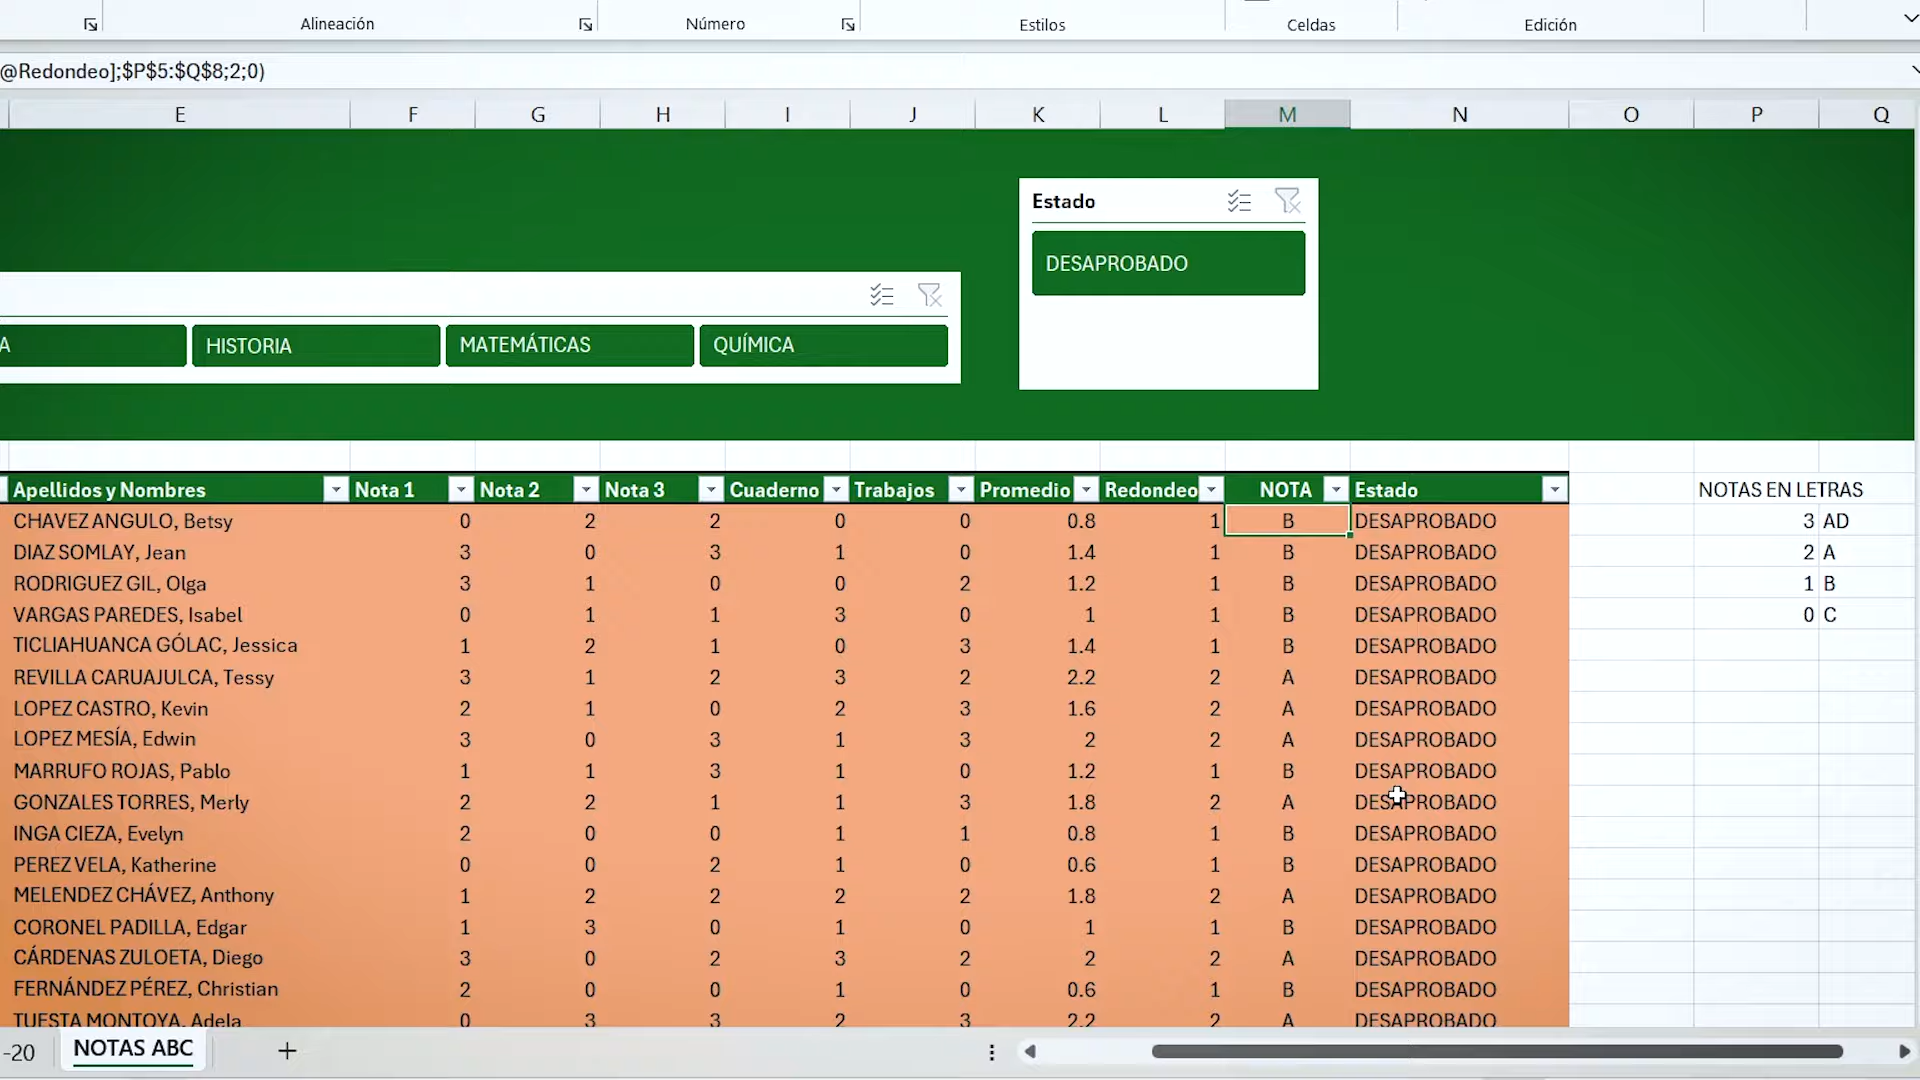 Alineación Número Estilos Celdas Edición
@Redondeo];$P$5:$Q$8;2;0)
E F G H I J K L M N O P Q
Estado
DESAPROBADO
A HISTORIA MATEMÁTICAS QUÍMICA
Apellidos y Nombres Nota 1 Nota 2 Nota 3 Cuaderno Trabajos Promedio Redondeo NOTA Estado NOTAS EN LETRAS
CHAVEZ ANGULO, Betsy 0 2 2 0 0 0.8 1 B DESAPROBADO 3 AD
DIAZ SOMLAY, Jean 3 0 3 1 0 1.4 1 B DESAPROBADO 2 A
RODRIGUEZ GIL, Olga 3 1 0 0 2 1.2 1 B DESAPROBADO 1 B
VARGAS PAREDES, Isabel 0 1 1 3 0 1 1 B DESAPROBADO 0 C
TICLIAHUANCA GÓLAC, Jessica 1 2 1 0 3 1.4 1 B DESAPROBADO
REVILLA CARUAJULCA, Tessy 3 1 2 3 2 2.2 2 A DESAPROBADO
LOPEZ CASTRO, Kevin 2 1 0 2 3 1.6 2 A DESAPROBADO
LOPEZ MESÍA, Edwin 3 0 3 1 3 2 2 A DESAPROBADO
MARRUFO ROJAS, Pablo 1 1 3 1 0 1.2 1 B DESAPROBADO
GONZALES TORRES, Merly 2 2 1 1 3 1.8 2 A DESAPROBADO
INGA CIEZA, Evelyn 2 0 0 1 1 0.8 1 B DESAPROBADO
PEREZ VELA, Katherine 0 0 2 1 0 0.6 1 B DESAPROBADO
MELENDEZ CHÁVEZ, Anthony 1 2 2 2 2 1.8 2 A DESAPROBADO
CORONEL PADILLA, Edgar 1 3 0 1 0 1 1 B DESAPROBADO
CÁRDENAS ZULOETA, Diego 3 0 2 3 2 2 2 A DESAPROBADO
FERNÁNDEZ PÉREZ, Christian 2 0 0 1 0 0.6 1 B DESAPROBADO
TUESTA MONTOYA, Adela 0 3 3 2 3 2.2 2 A DESAPROBADO
-20 NOTAS ABC